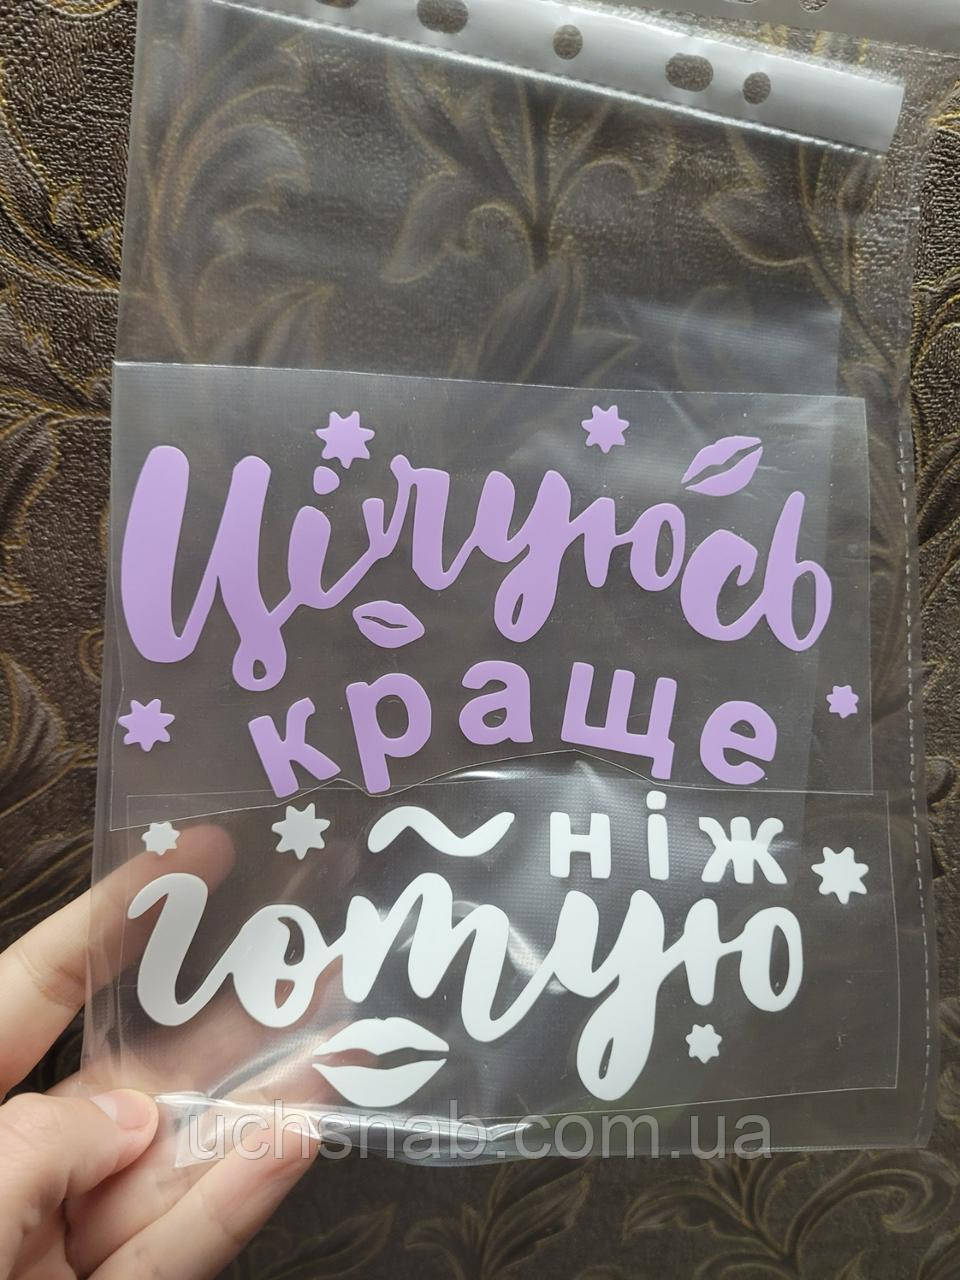 Цілуюсь
краще
~ ніж
готую
uchsnab.com.ua